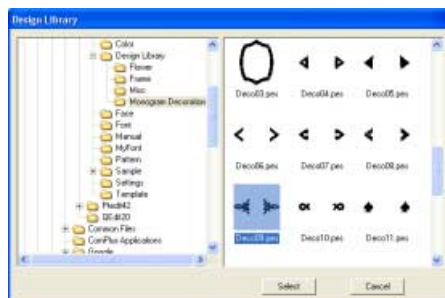 Design Library
Color
Design Library
Flower
Frame
Misc
Monogram Decoration
Face
Font
Manual
MyFont
Pattern
Sample
Settings
Template
QEdit20
Common Files
ComPlus Applications
Google
Deco03.pes
Deco04.pes
Deco05.pes
Deco06.pes
Deco07.pes
Deco08.pes
Deco09.pes
Deco10.pes
Deco11.pes
Select
Cancel